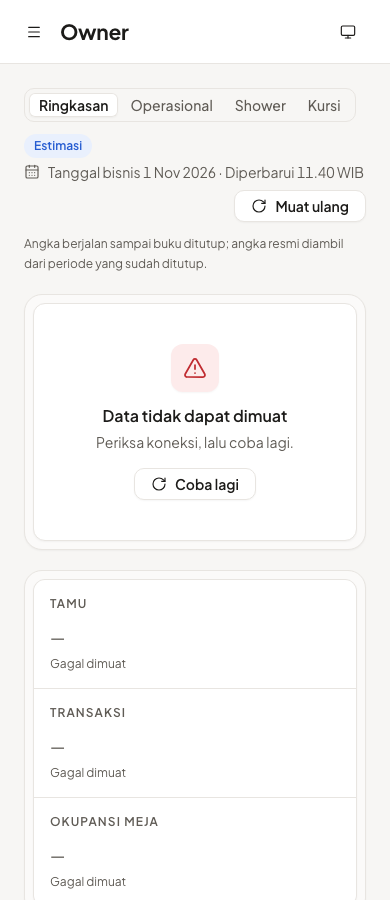 Owner
Ringkasan Operasional Shower Kursi
Estimasi
Tanggal bisnis 1 Nov 2026 · Diperbarui 11.40 WIB
Muat ulang
Angka berjalan sampai buku ditutup; angka resmi diambil
dari periode yang sudah ditutup.
Data tidak dapat dimuat
Periksa koneksi, lalu coba lagi.
Coba lagi
TAMU
—
Gagal dimuat
TRANSAKSI
—
Gagal dimuat
OKUPANSI MEJA
—
Gagal dimuat